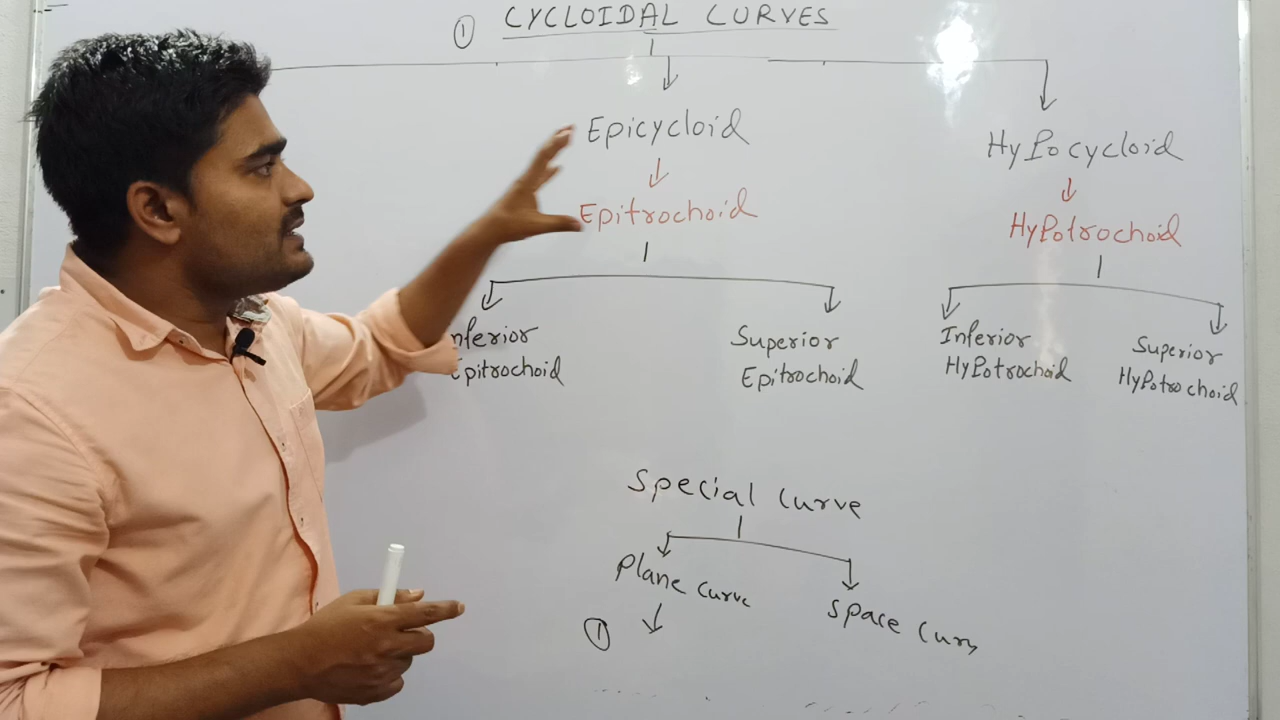 ① CYCLOIDAL CURVES
Epicycloid
HyPocycloid
Epitrochoid
HyPotrochoid
nferior
Epitrochoid
Superior
Epitrochoid
Inferior
HyPotrochoid
Superior
HyPotrochoid
Special Curve
Plane Curve
Space Curv
①